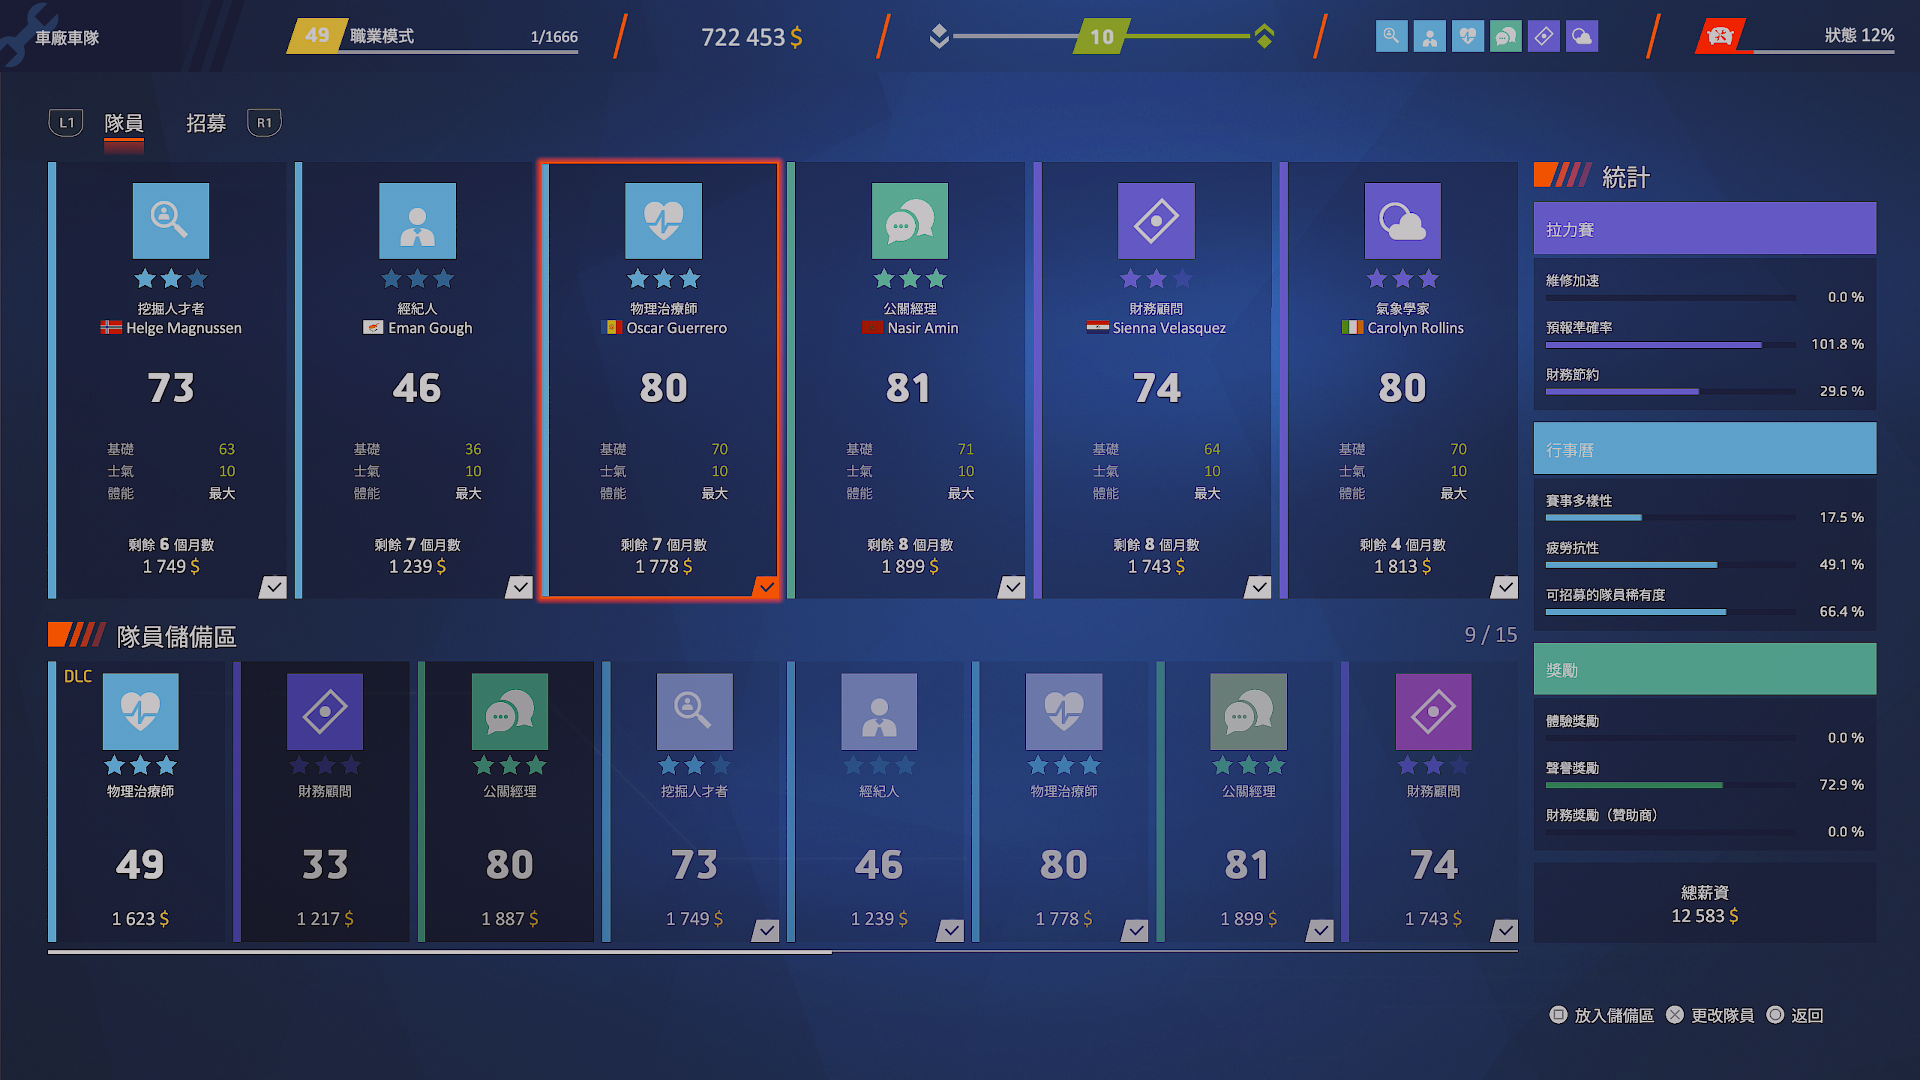 車廠車隊
49 職業模式 1/1666
722 453 $
10
狀態 12%
L1 隊員 招募 R1
挖掘人才者
Helge Magnussen
73
基礎 63
士氣 10
體能 最大
剩餘 6 個月數
1 749 $
經紀人
Eman Gough
46
基礎 36
士氣 10
體能 最大
剩餘 7 個月數
1 239 $
物理治療師
Oscar Guerrero
80
基礎 70
士氣 10
體能 最大
剩餘 7 個月數
1 778 $
公關經理
Nasir Amin
81
基礎 71
士氣 10
體能 最大
剩餘 8 個月數
1 899 $
財務顧問
Sienna Velasquez
74
基礎 64
士氣 10
體能 最大
剩餘 8 個月數
1 743 $
氣象學家
Carolyn Rollins
80
基礎 70
士氣 10
體能 最大
剩餘 4 個月數
1 813 $
統計
拉力賽
維修加速
0.0 %
預報準確率
101.8 %
財務節約
29.6 %
行事曆
賽事多樣性
17.5 %
疲勞抗性
49.1 %
可招募的隊員稀有度
66.4 %
獎勵
體驗獎勵
0.0 %
聲譽獎勵
72.9 %
財務獎勵（贊助商）
0.0 %
總薪資
12 583 $
隊員儲備區 9 / 15
DLC
物理治療師
49
1 623 $
財務顧問
33
1 217 $
公關經理
80
1 887 $
挖掘人才者
73
1 749 $
經紀人
46
1 239 $
物理治療師
80
1 778 $
公關經理
81
1 899 $
財務顧問
74
1 743 $
放入儲備區 更改隊員 返回